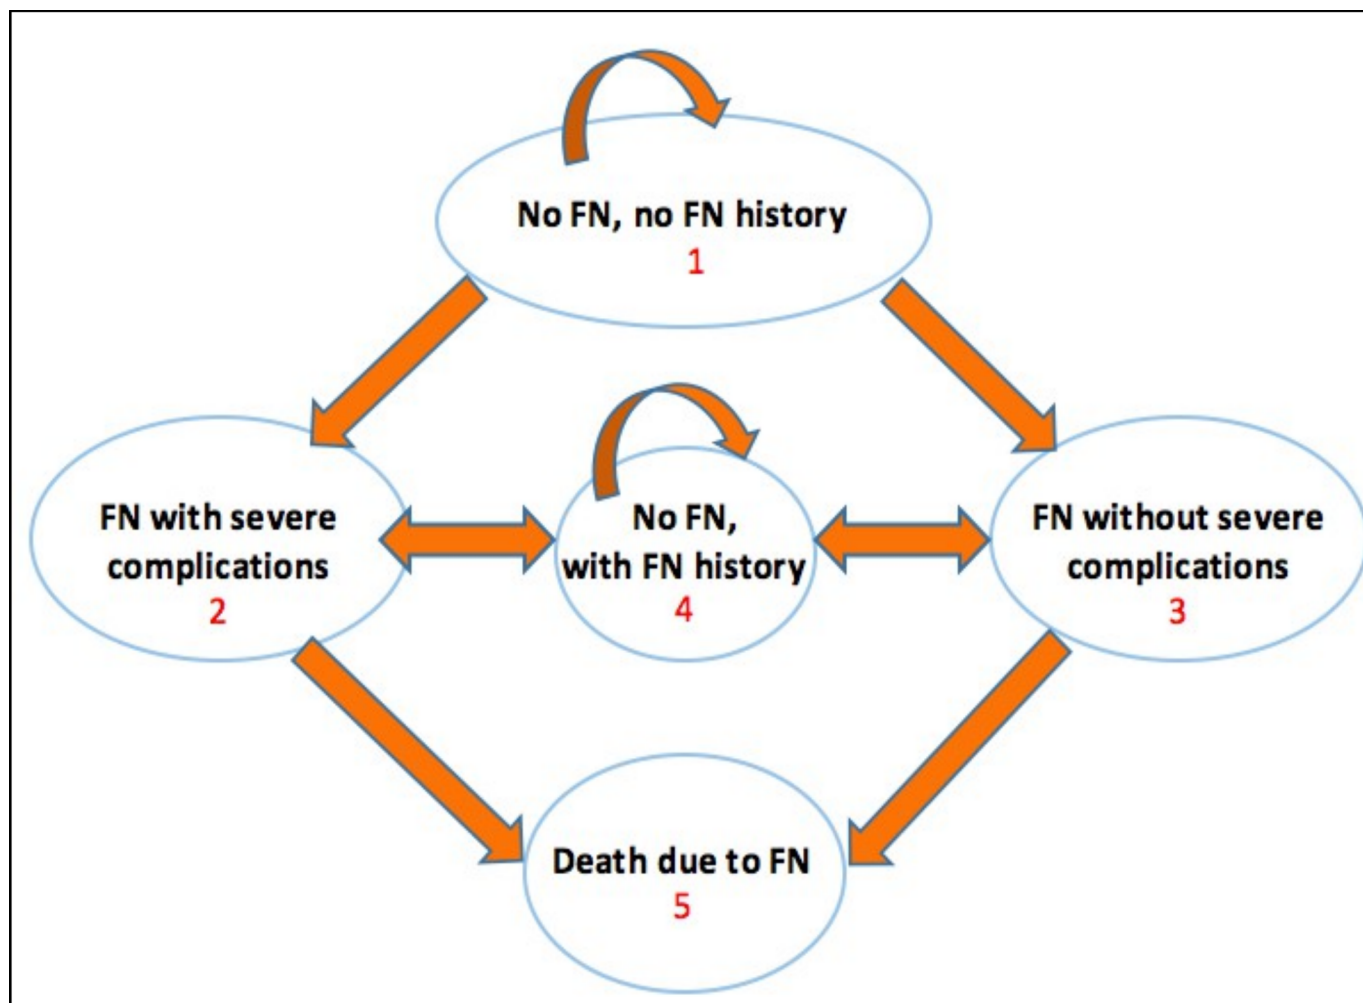 No FN, no FN history
1
FN with severe
complications
2
No FN,
with FN history
4
FN without severe
complications
3
Death due to FN
5